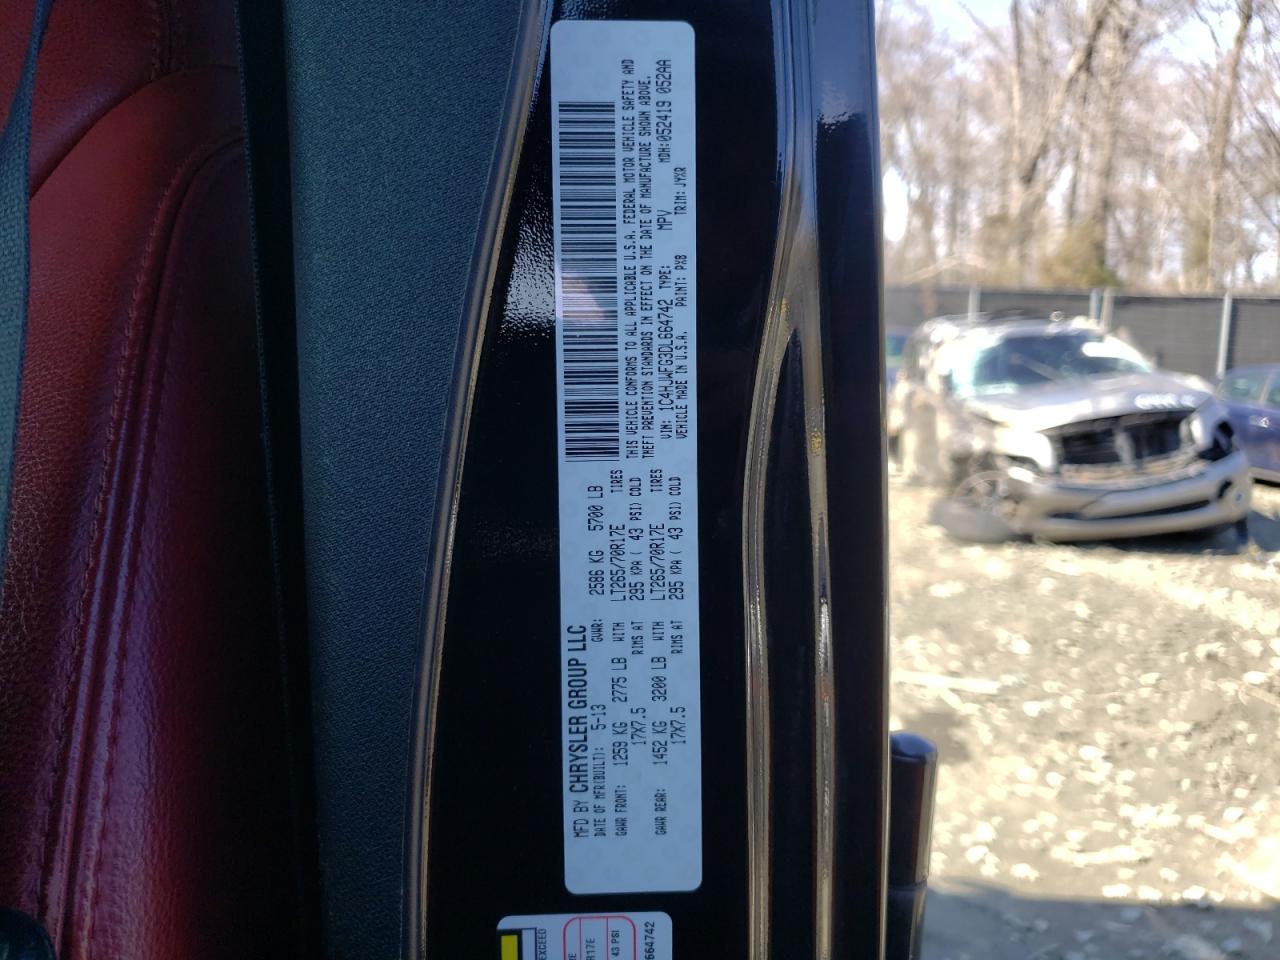 MFD BY CHRYSLER GROUP LLC
DATE OF MFR(BUILT): 5-13 GVWR: 2586 KG 5700 LB
GAWR FRONT: 1259 KG 2775 LB WITH LT265/70R17E TIRES
17X7.5 RIMS AT 295 KPA ( 43 PSI) COLD
GAWR REAR: 1452 KG 3200 LB WITH LT265/70R17E TIRES
17X7.5 RIMS AT 295 KPA ( 43 PSI) COLD
THIS VEHICLE CONFORMS TO ALL APPLICABLE U.S.A. FEDERAL MOTOR VEHICLE SAFETY AND
THEFT PREVENTION STANDARDS IN EFFECT ON THE DATE OF MANUFACTURE SHOWN ABOVE.
VIN: 1C4HJWFG3DL664742 TYPE: MPV MDH:052419 052AA
VEHICLE MADE IN U.S.A. PAINT: PXB TRIM: JYXR
EXCEED
R17E
43 PSI
664742